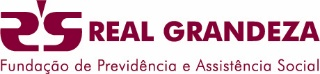 REAL GRANDEZA
Fundação de Previdência e Assistência Social